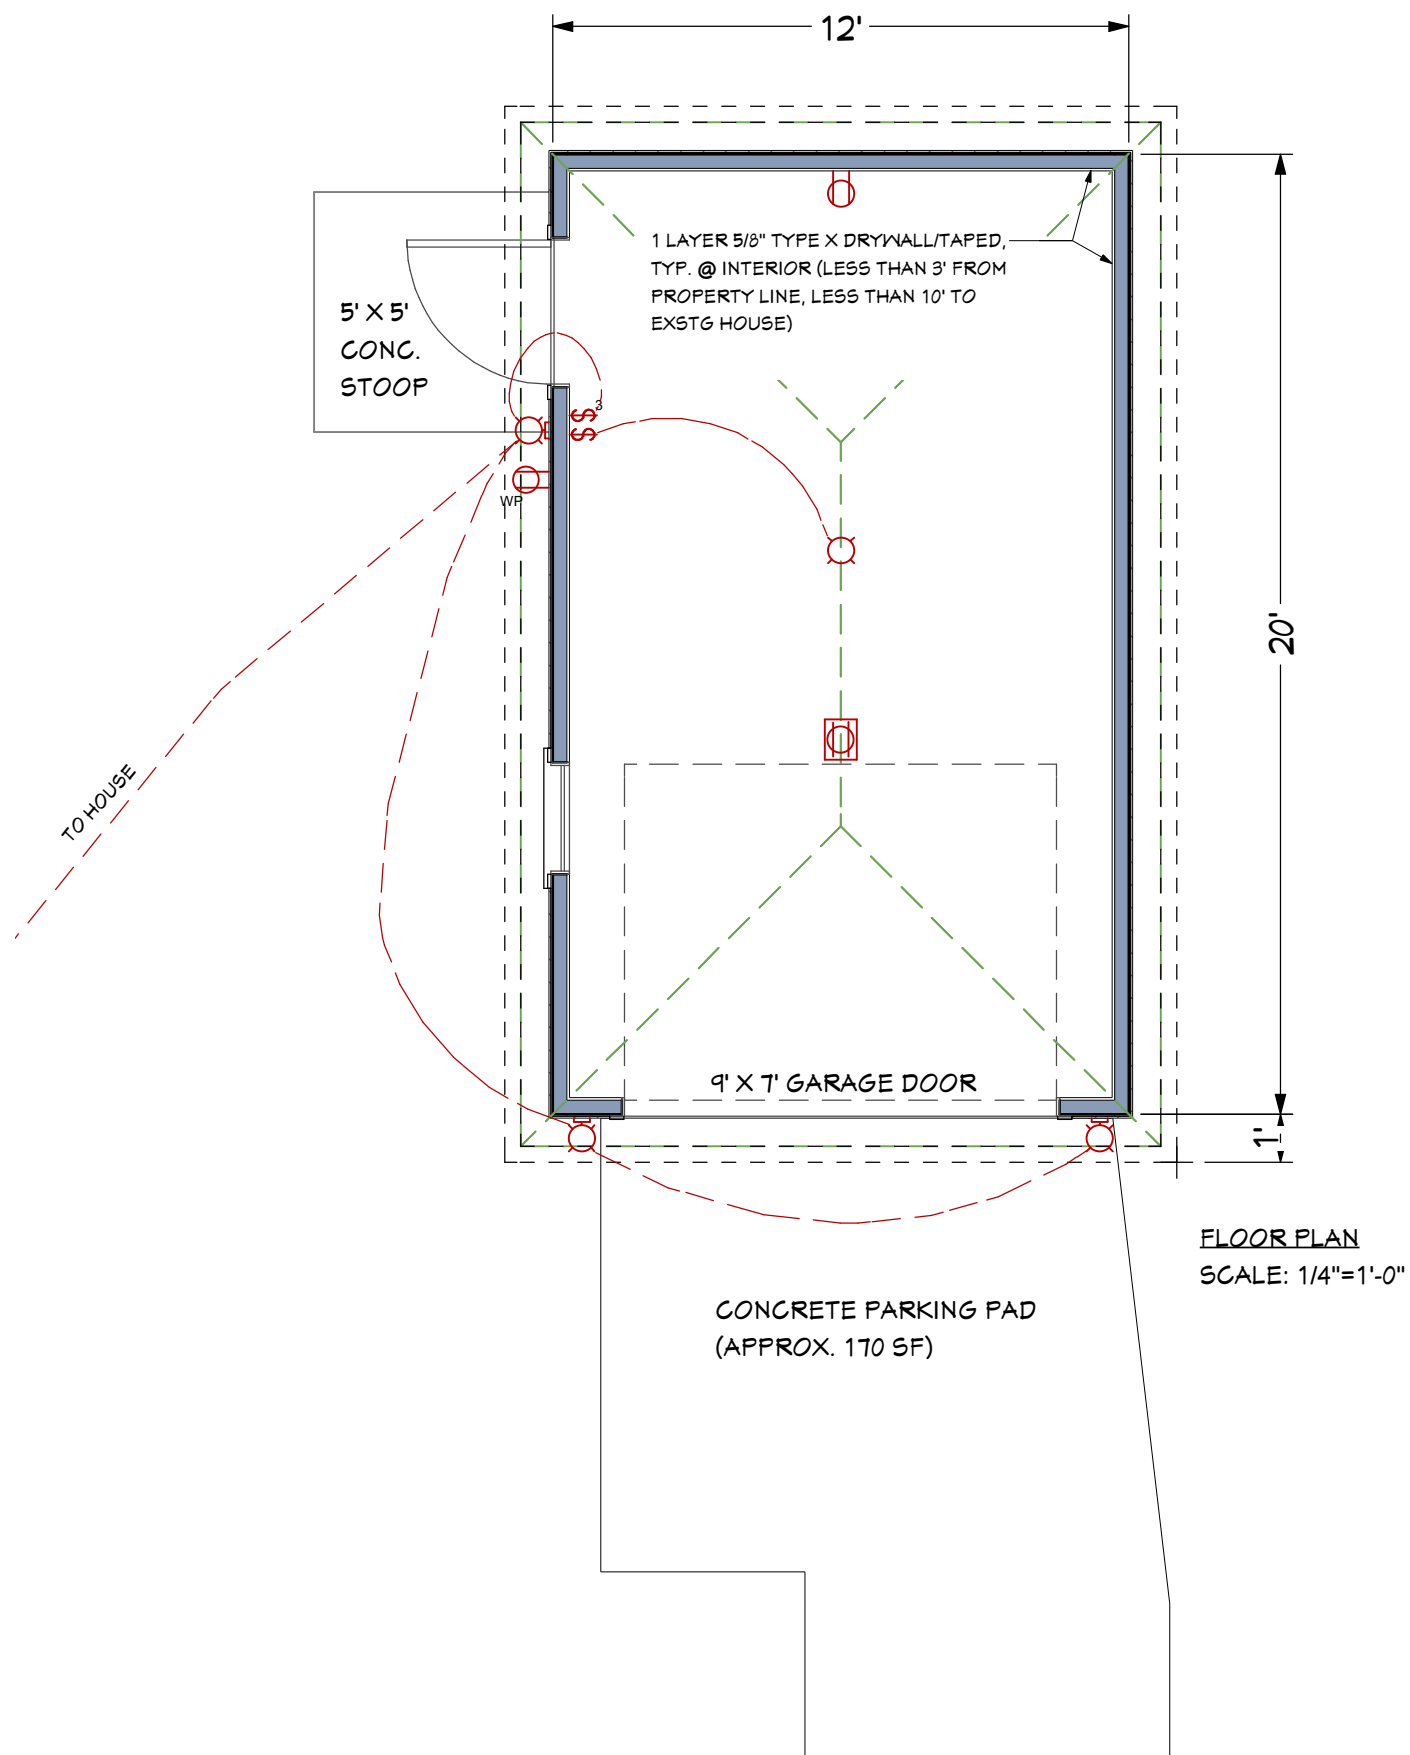 12'
1 LAYER 5/8" TYPE X DRYWALL/TAPED,
TYP. @ INTERIOR (LESS THAN 3' FROM
PROPERTY LINE, LESS THAN 10' TO
EXSTG HOUSE)
5' X 5'
CONC.
STOOP
3
$
$
WP
20'
TO HOUSE
9' X 7' GARAGE DOOR
1'
FLOOR PLAN
SCALE: 1/4"=1'-0"
CONCRETE PARKING PAD
(APPROX. 170 SF)